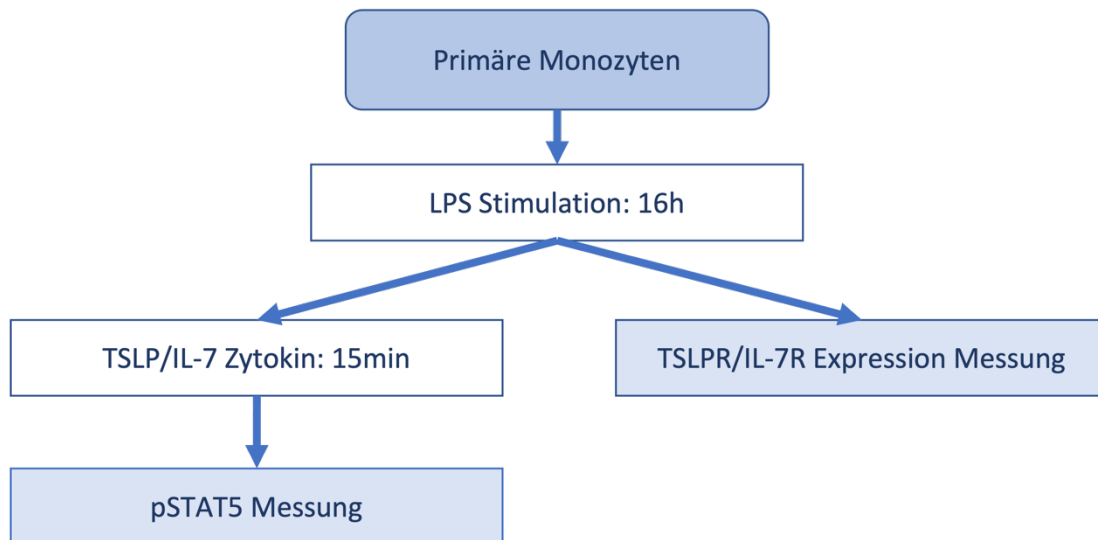 Primäre Monozyten
LPS Stimulation: 16h
TSLP/IL-7 Zytokin: 15min
TSLPR/IL-7R Expression Messung
pSTAT5 Messung